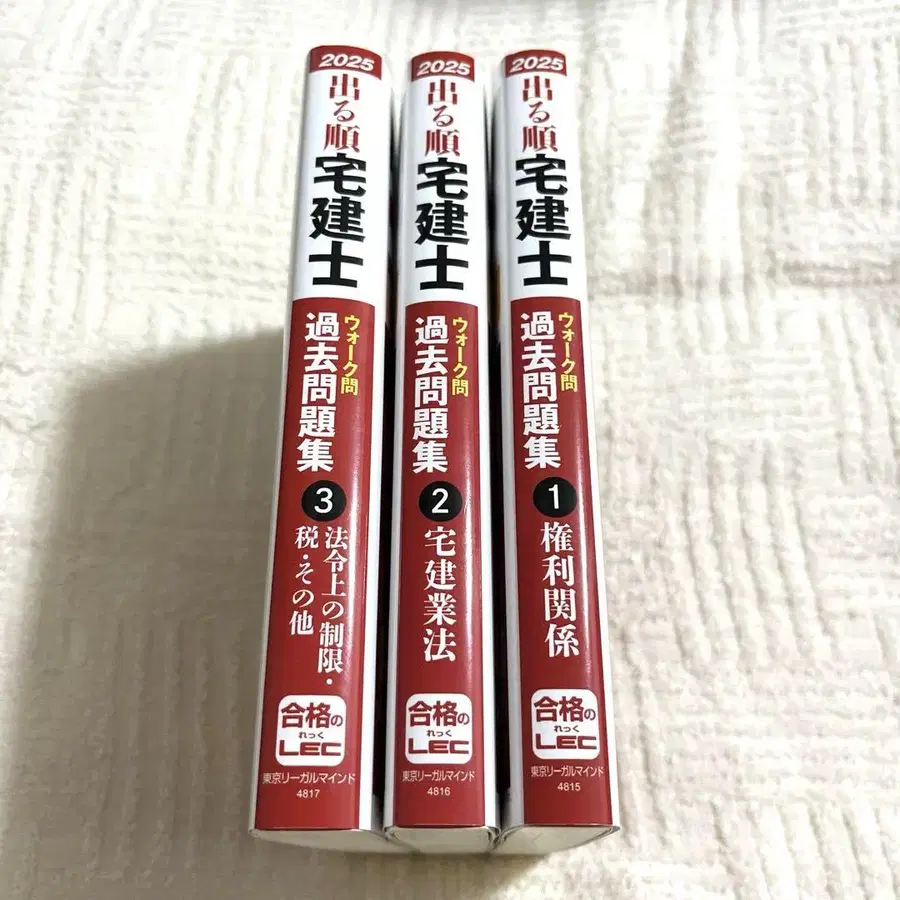 2025
出る順
宅建士
ウォーク問
過去問題集
3
法令上の制限・
税・その他
合格の
れっく
LEC
東京リーガルマインド
4817
2025
出る順
宅建士
ウォーク問
過去問題集
2
宅建業法
合格の
れっく
LEC
東京リーガルマインド
4816
2025
出る順
宅建士
ウォーク問
過去問題集
1
権利関係
合格の
れっく
LEC
東京リーガルマインド
4815